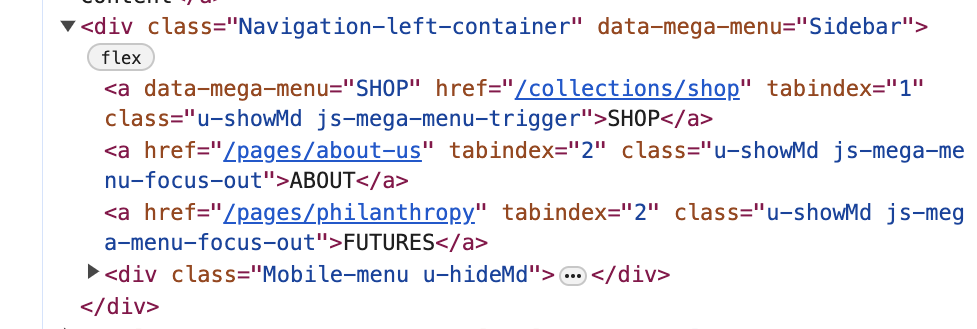 content</a>
▼<div class="Navigation-left-container" data-mega-menu="Sidebar">
flex
<a data-mega-menu="SHOP" href="/collections/shop" tabindex="1"
class="u-showMd js-mega-menu-trigger">SHOP</a>
<a href="/pages/about-us" tabindex="2" class="u-showMd js-mega-me
nu-focus-out">ABOUT</a>
<a href="/pages/philanthropy" tabindex="2" class="u-showMd js-meg
a-menu-focus-out">FUTURES</a>
▶<div class="Mobile-menu u-hideMd">…</div>
</div>